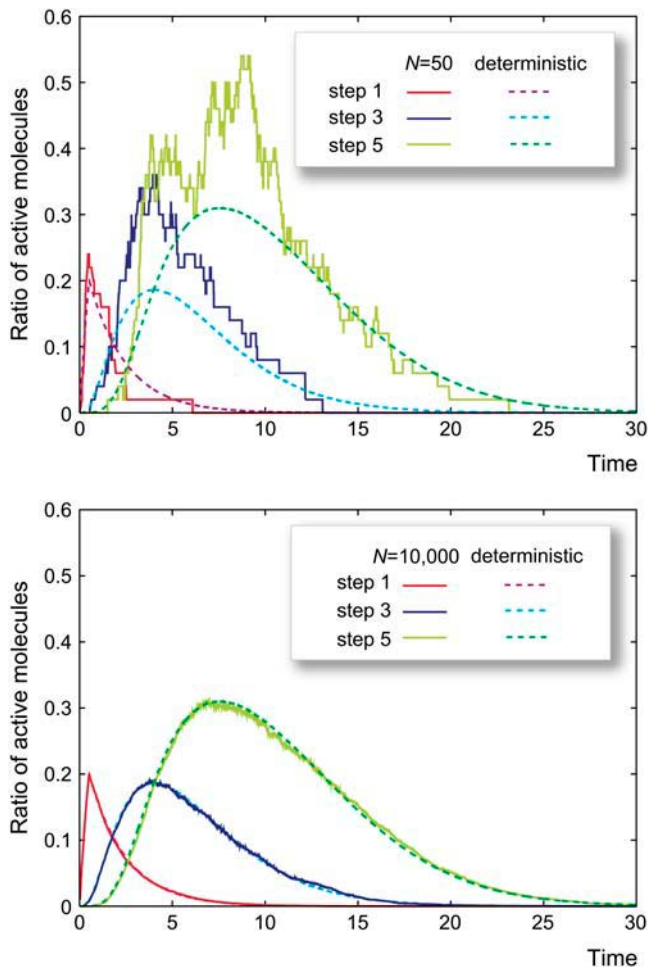 0.6
N=50 deterministic
0.5
step 1
step 3
0.4
step 5
0.3
0.2
0.1
0
0 5 10 15 20 25 30
Ratio of active molecules
Time
0.6
N=10,000 deterministic
0.5
step 1
step 3
0.4
step 5
0.3
0.2
0.1
0
0 5 10 15 20 25 30
Ratio of active molecules
Time